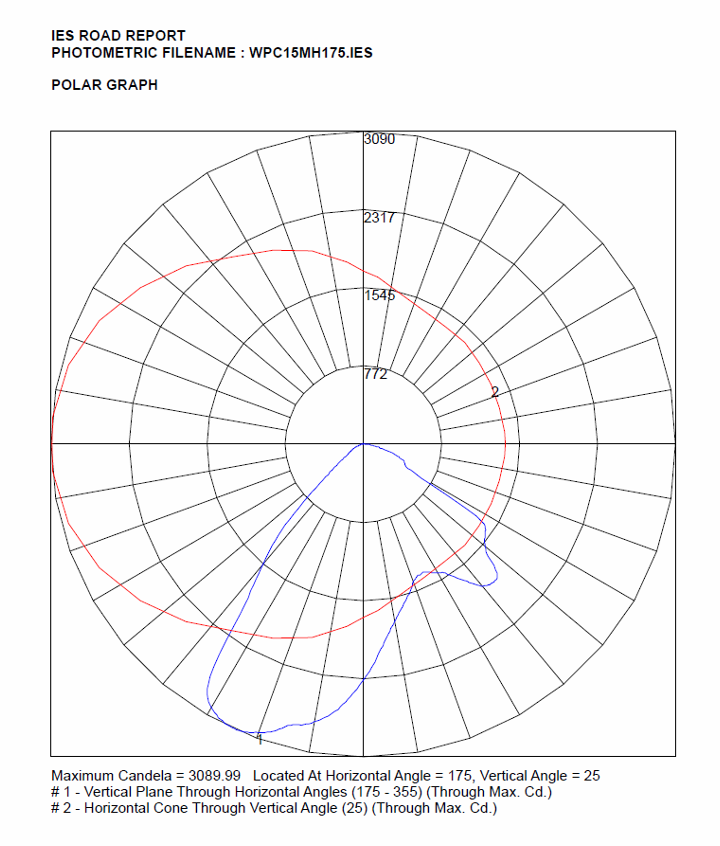 IES ROAD REPORT
PHOTOMETRIC FILENAME : WPC15MH175.IES
POLAR GRAPH
3090
2317
1545
772
2
1
Maximum Candela = 3089.99   Located At Horizontal Angle = 175, Vertical Angle = 25
# 1 - Vertical Plane Through Horizontal Angles (175 - 355) (Through Max. Cd.)
# 2 - Horizontal Cone Through Vertical Angle (25) (Through Max. Cd.)